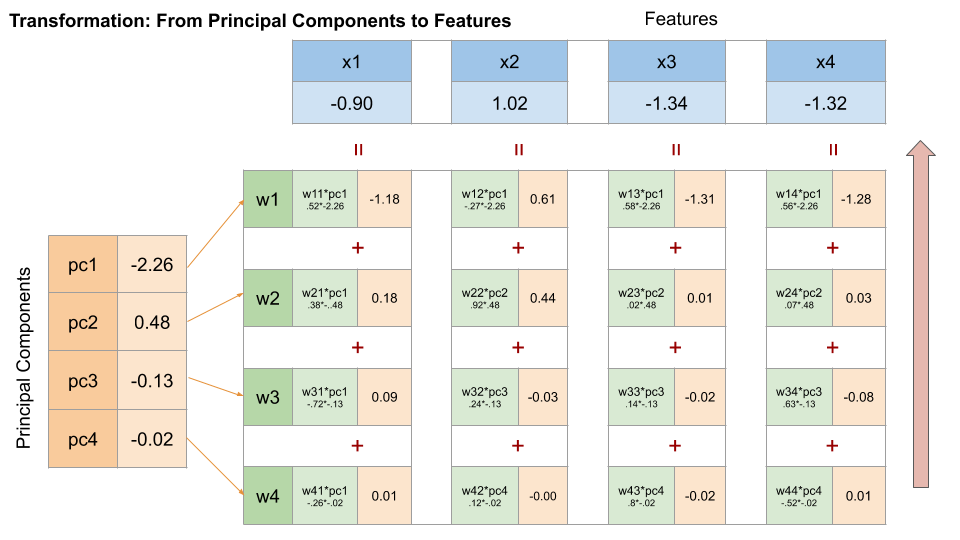 Transformation: From Principal Components to Features
Features
x1 x2 x3 x4
-0.90 1.02 -1.34 -1.32
= = = =
w1 w11*pc1 -1.18 w12*pc1 0.61 w13*pc1 -1.31 w14*pc1 -1.28
.52*-2.26 -.27*-2.26 .58*-2.26 .56*-2.26
+ + + +
w2 w21*pc1 0.18 w22*pc2 0.44 w23*pc2 0.01 w24*pc2 0.03
.38*-..48 .92*.48 .02*.48 .07*.48
+ + + +
w3 w31*pc1 0.09 w32*pc3 -0.03 w33*pc3 -0.02 w34*pc3 -0.08
-.72*-.13 .24*-.13 .14*-.13 .63*-.13
+ + + +
w4 w41*pc1 0.01 w42*pc4 -0.00 w43*pc4 -0.02 w44*pc4 0.01
-.26*-.02 .12*-.02 .8*-.02 -.52*-.02
Principal Components
pc1 -2.26
pc2 0.48
pc3 -0.13
pc4 -0.02